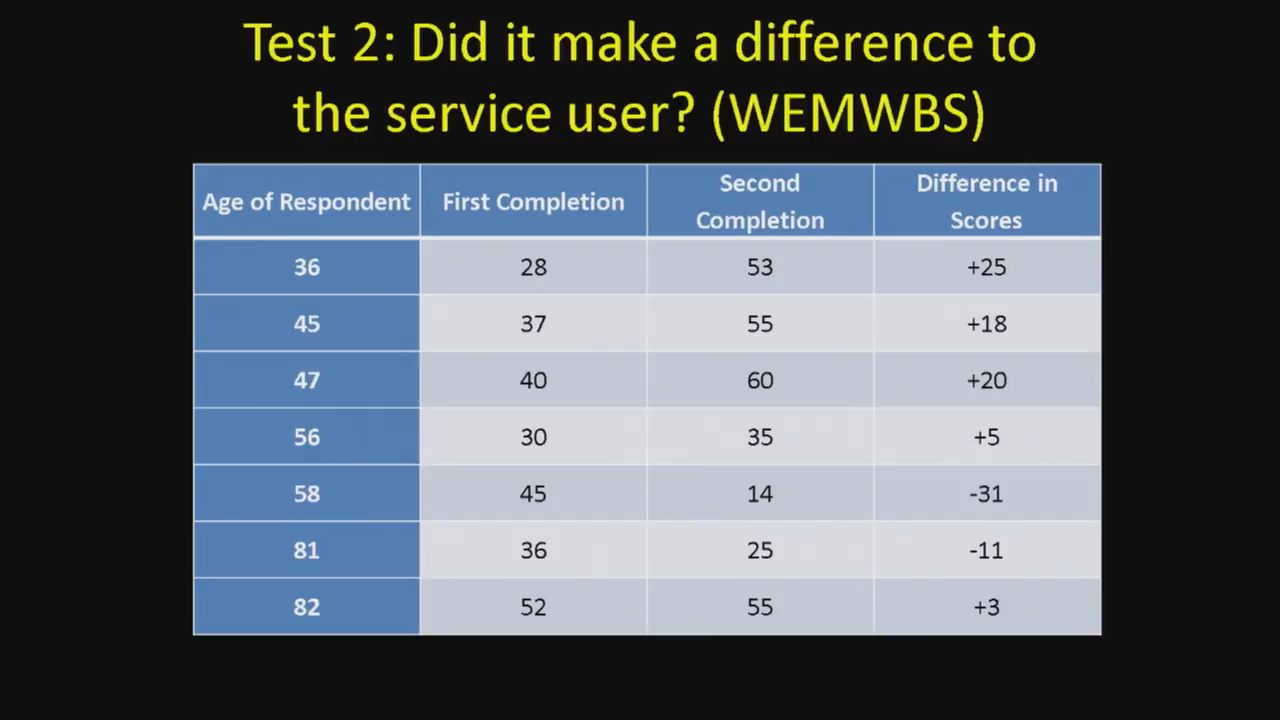 Test 2: Did it make a difference to
the service user? (WEMWBS)
Age of Respondent First Completion Second Completion Difference in Scores
36 28 53 +25
45 37 55 +18
47 40 60 +20
56 30 35 +5
58 45 14 -31
81 36 25 -11
82 52 55 +3